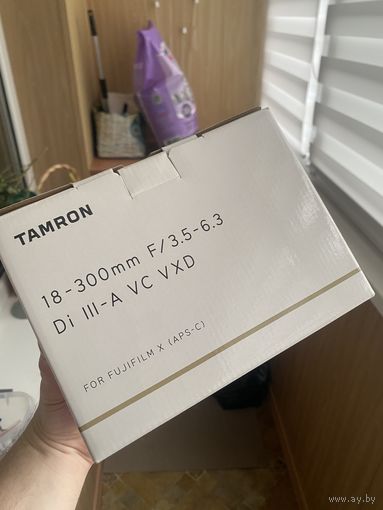 TAMRON
18-300mm F/3.5-6.3
Di III-A VC VXD
FOR FUJIFILM X (APS-C)
www.ay.by